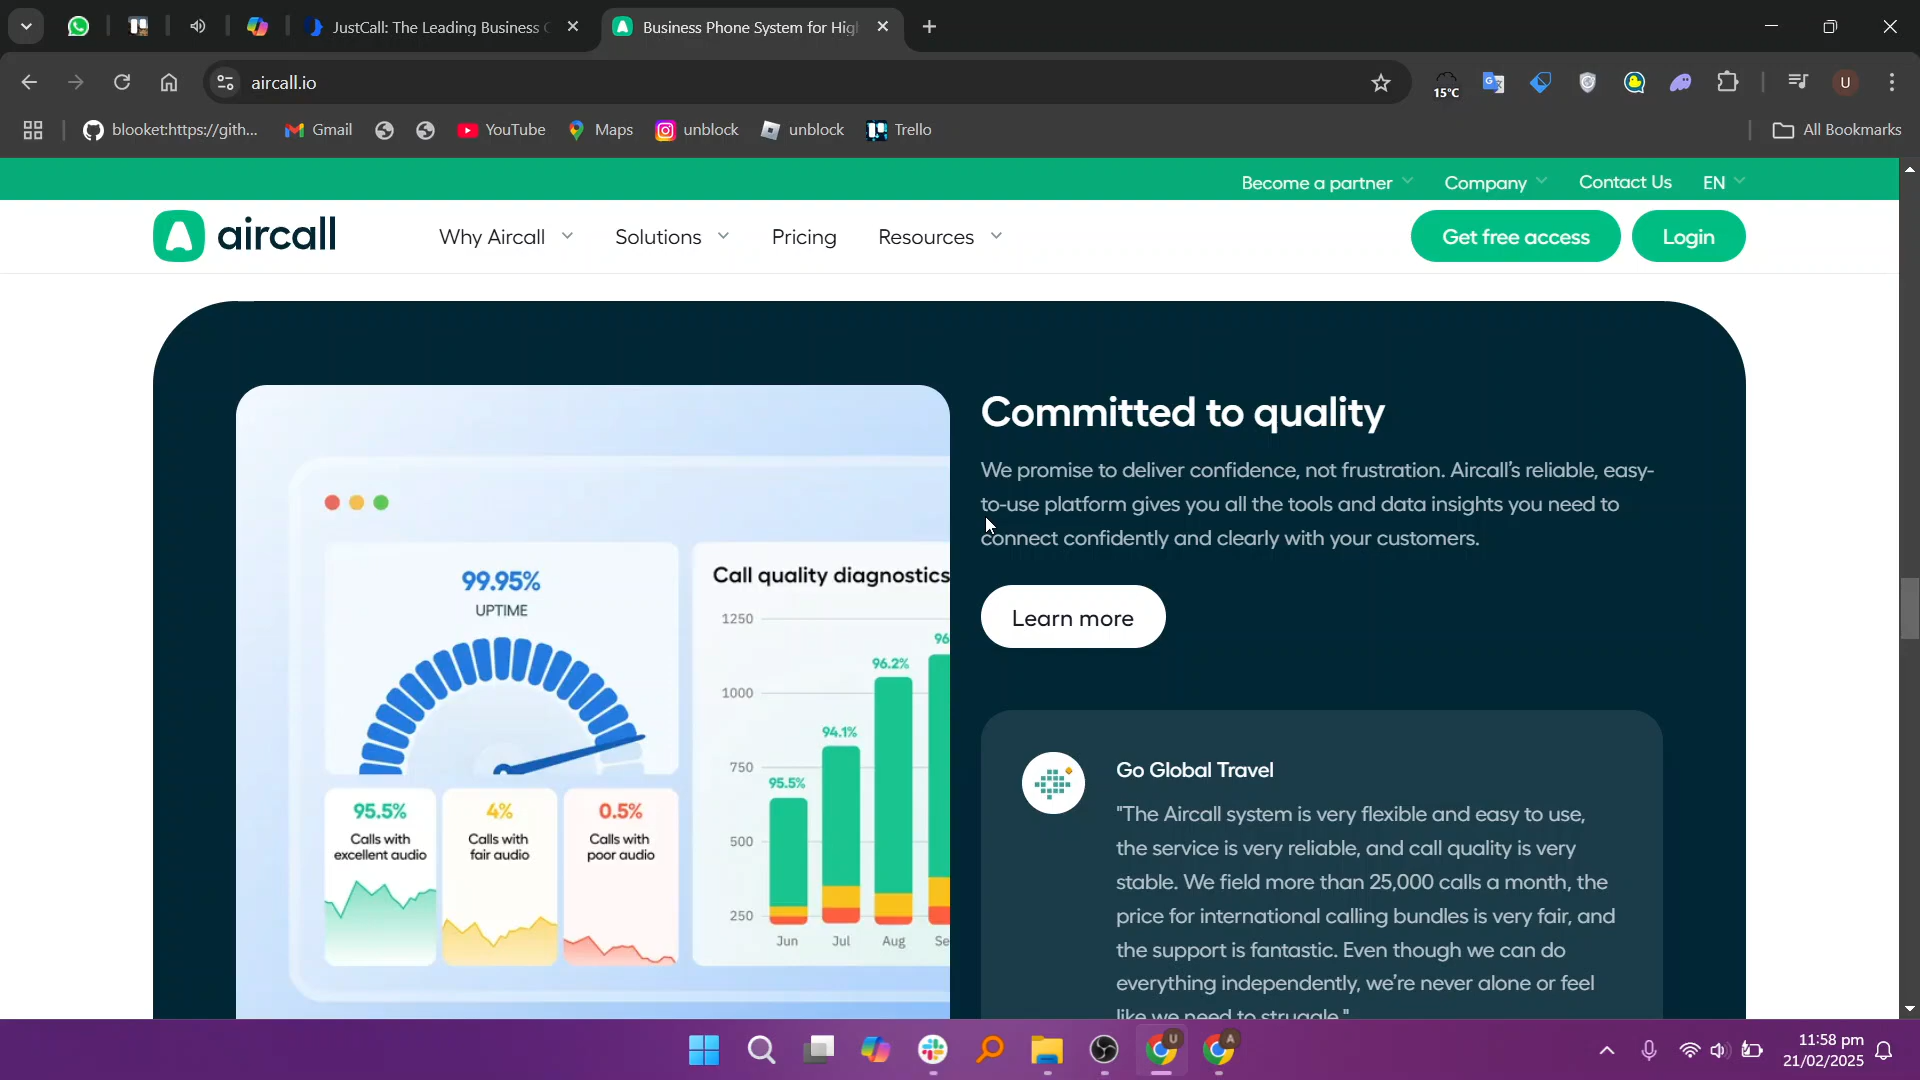 JustCall: The Leading Business
Business Phone System for Hig
aircall.io
15°C
U
blooket:https://gith...
Gmail
YouTube
Maps
unblock
unblock
Trello
All Bookmarks
Become a partner
Company
Contact Us
EN
aircall
Why Aircall
Solutions
Pricing
Resources
Get free access
Login
Committed to quality
We promise to deliver confidence, not frustration. Aircall's reliable, easy-
to-use platform gives you all the tools and data insights you need to
connect confidently and clearly with your customers.
Learn more
99.95%
UPTIME
95.5%
Calls with
excellent audio
4%
Calls with
fair audio
0.5%
Calls with
poor audio
Call quality diagnostics
1250
1000
750
500
250
95.5%
94.1%
96.2%
96
Jun
Jul
Aug
Se
Go Global Travel
"The Aircall system is very flexible and easy to use,
the service is very reliable, and call quality is very
stable. We field more than 25,000 calls a month, the
price for international calling bundles is very fair, and
the support is fantastic. Even though we can do
everything independently, we're never alone or feel
like we need to struggle."
U
A
11:58 pm
21/02/2025